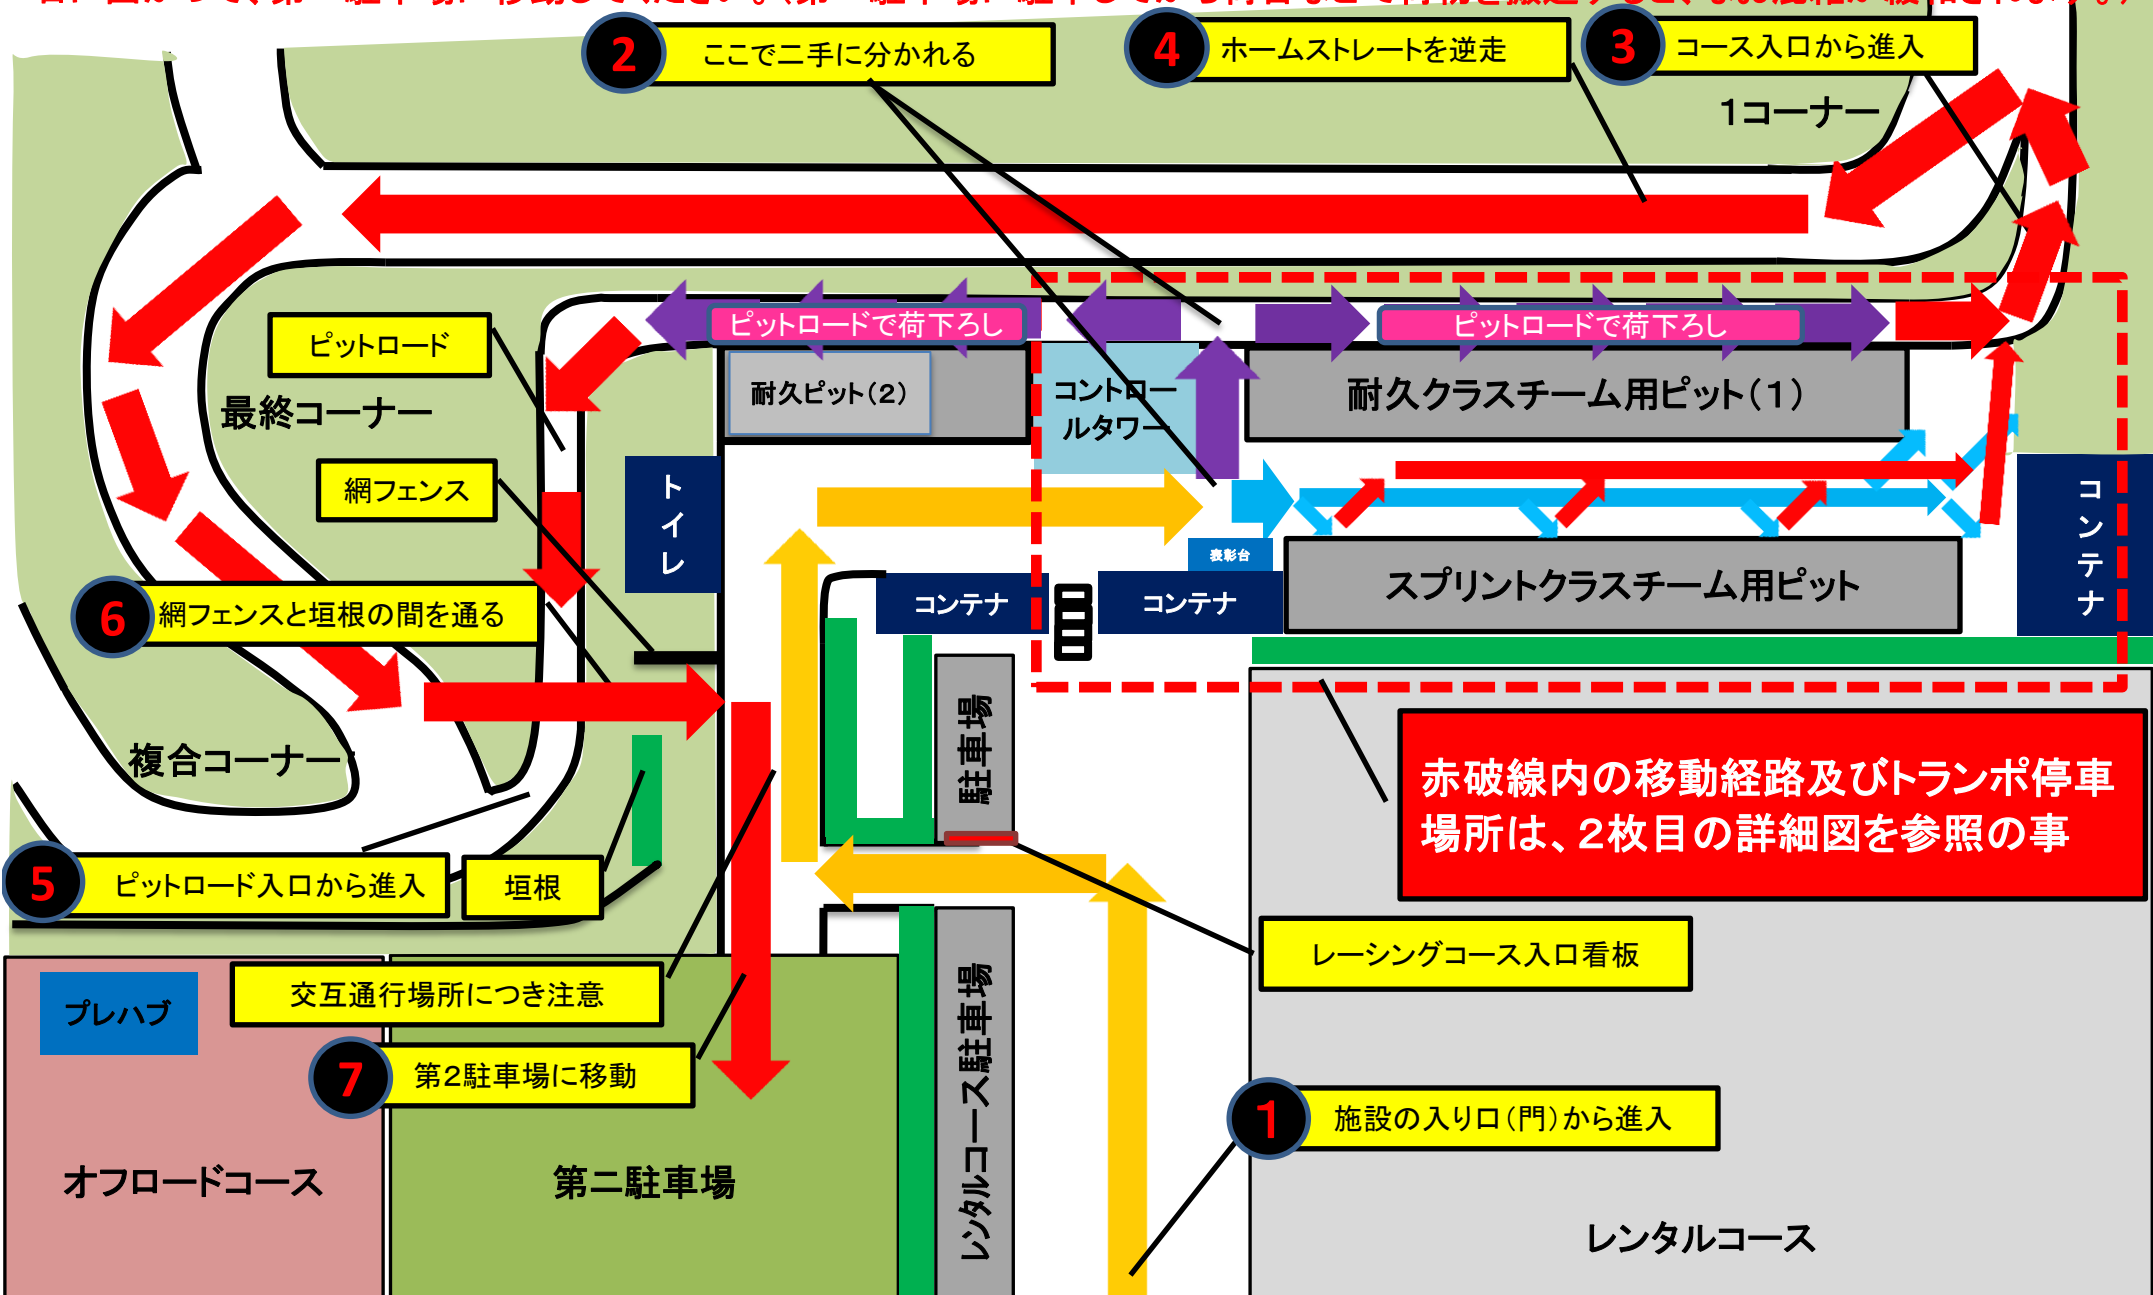 2 ここで二手に分かれる
4 ホームストレートを逆走
3 コース入口から進入
1コーナー
ピットロードで荷下ろし
ピットロードで荷下ろし
ピットロード
耐久ピット(2)
コントロー
ルタワー
耐久クラスチーム用ピット(1)
最終コーナー
網フェンス
トイレ
コンテナ
表彰台
コンテナ
コンテナ
スプリントクラスチーム用ピット
6 網フェンスと垣根の間を通る
駐車場
複合コーナー
赤破線内の移動経路及びトランポ停車
場所は、2枚目の詳細図を参照の事
5 ピットロード入口から進入
垣根
レーシングコース入口看板
プレハブ
交互通行場所につき注意
レンタルコース駐車場
7 第2駐車場に移動
1 施設の入り口(門)から進入
オフロードコース
第二駐車場
レンタルコース